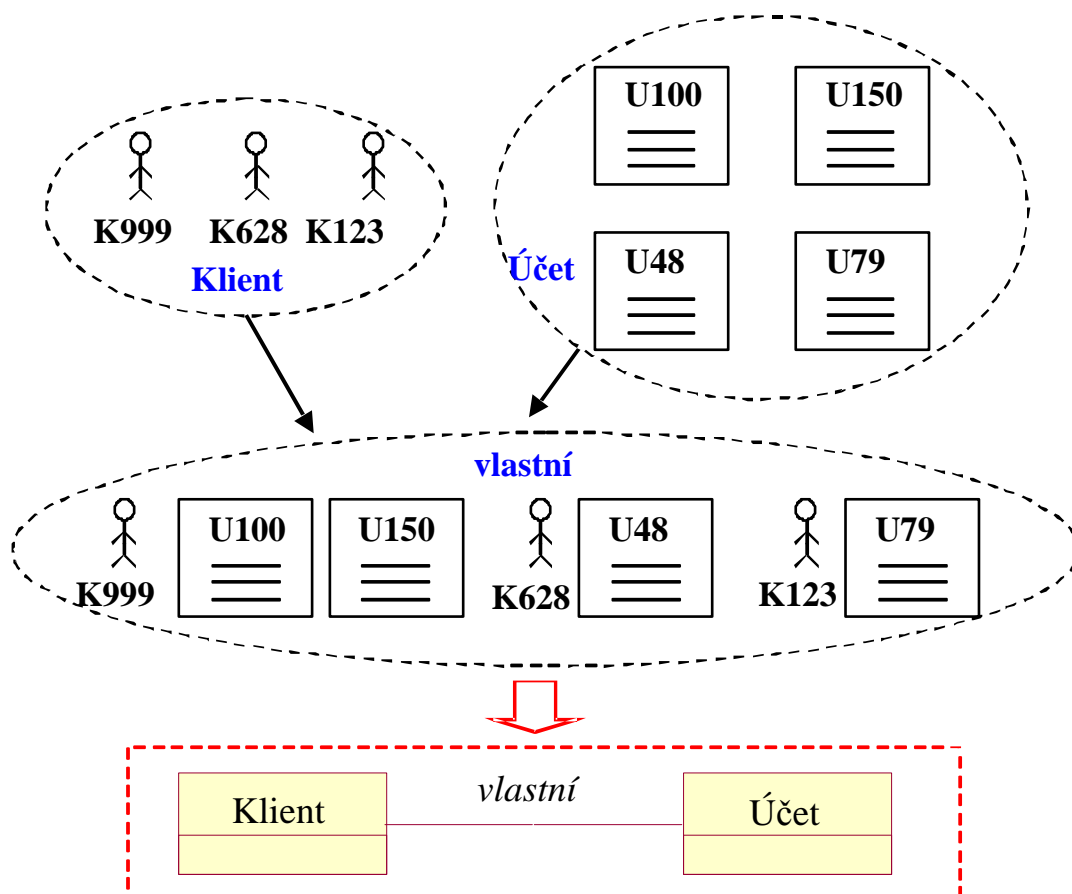 U100 U150
K999 K628 K123
Klient
Účet
U48 U79
vlastní
U100 U150 U48 U79
K999 K628 K123
vlastní
Klient Účet